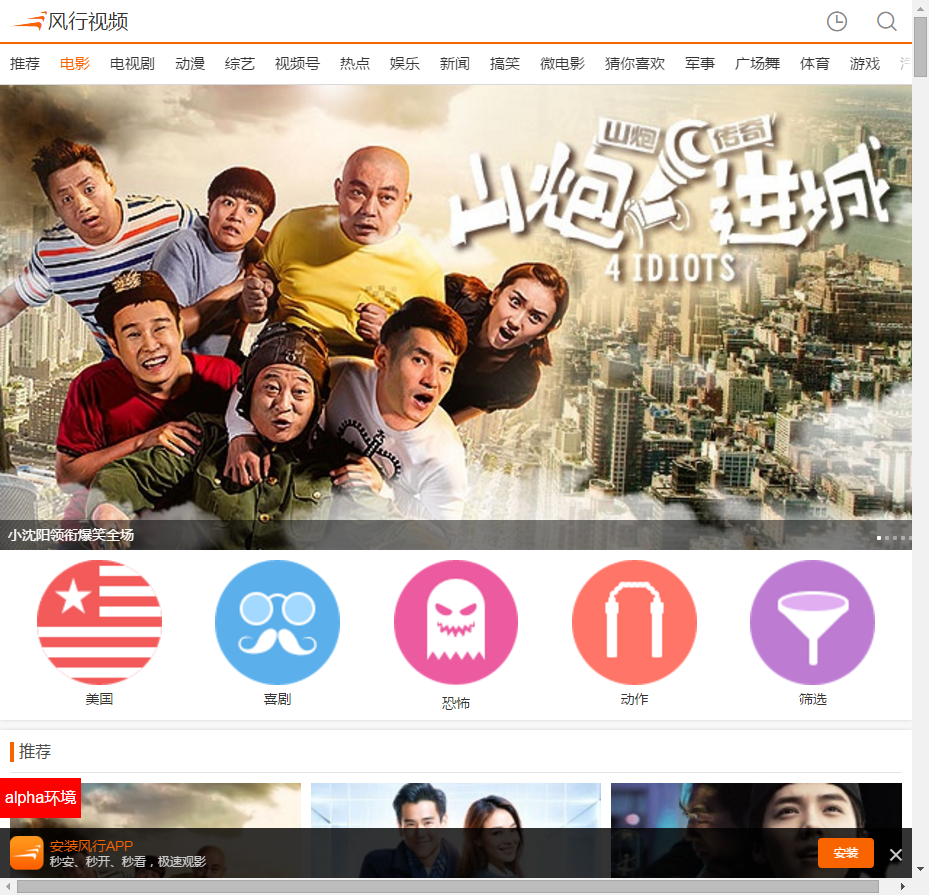 风行视频
推荐 电影 电视剧 动漫 综艺 视频号 热点 娱乐 新闻 搞笑 微电影 猜你喜欢 军事 广场舞 体育 游戏
山炮 传奇
山炮进城
4 IDIOTS
小沈阳领衔爆笑全场
美国 喜剧 恐怖 动作 筛选
推荐
alpha环境
安装风行APP
秒安、秒开、秒看，极速观影
安装